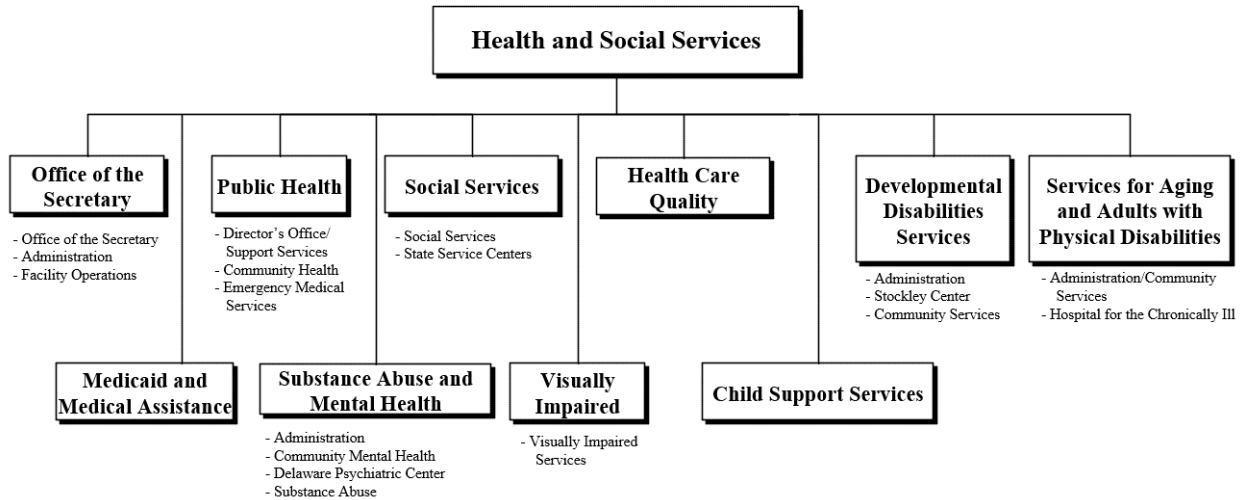 Health and Social Services
Office of the
Secretary
- Office of the Secretary
- Administration
- Facility Operations
Public Health
- Director's Office/
Support Services
- Community Health
- Emergency Medical
Services
Social Services
- Social Services
- State Service Centers
Health Care
Quality
Developmental
Disabilities
Services
- Administration
- Stockley Center
- Community Services
Services for Aging
and Adults with
Physical Disabilities
- Administration/Community
Services
- Hospital for the Chronically Ill
Medicaid and
Medical Assistance
Substance Abuse and
Mental Health
- Administration
- Community Mental Health
- Delaware Psychiatric Center
- Substance Abuse
Visually
Impaired
- Visually Impaired
Services
Child Support Services